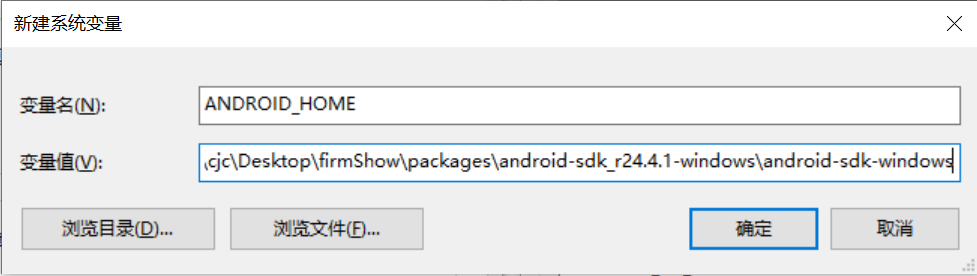 新建系统变量
变量名(N):
ANDROID_HOME
变量值(V):
\cjc\Desktop\firmShow\packages\android-sdk_r24.4.1-windows\android-sdk-windows
浏览目录(D)...
浏览文件(F)...
确定
取消